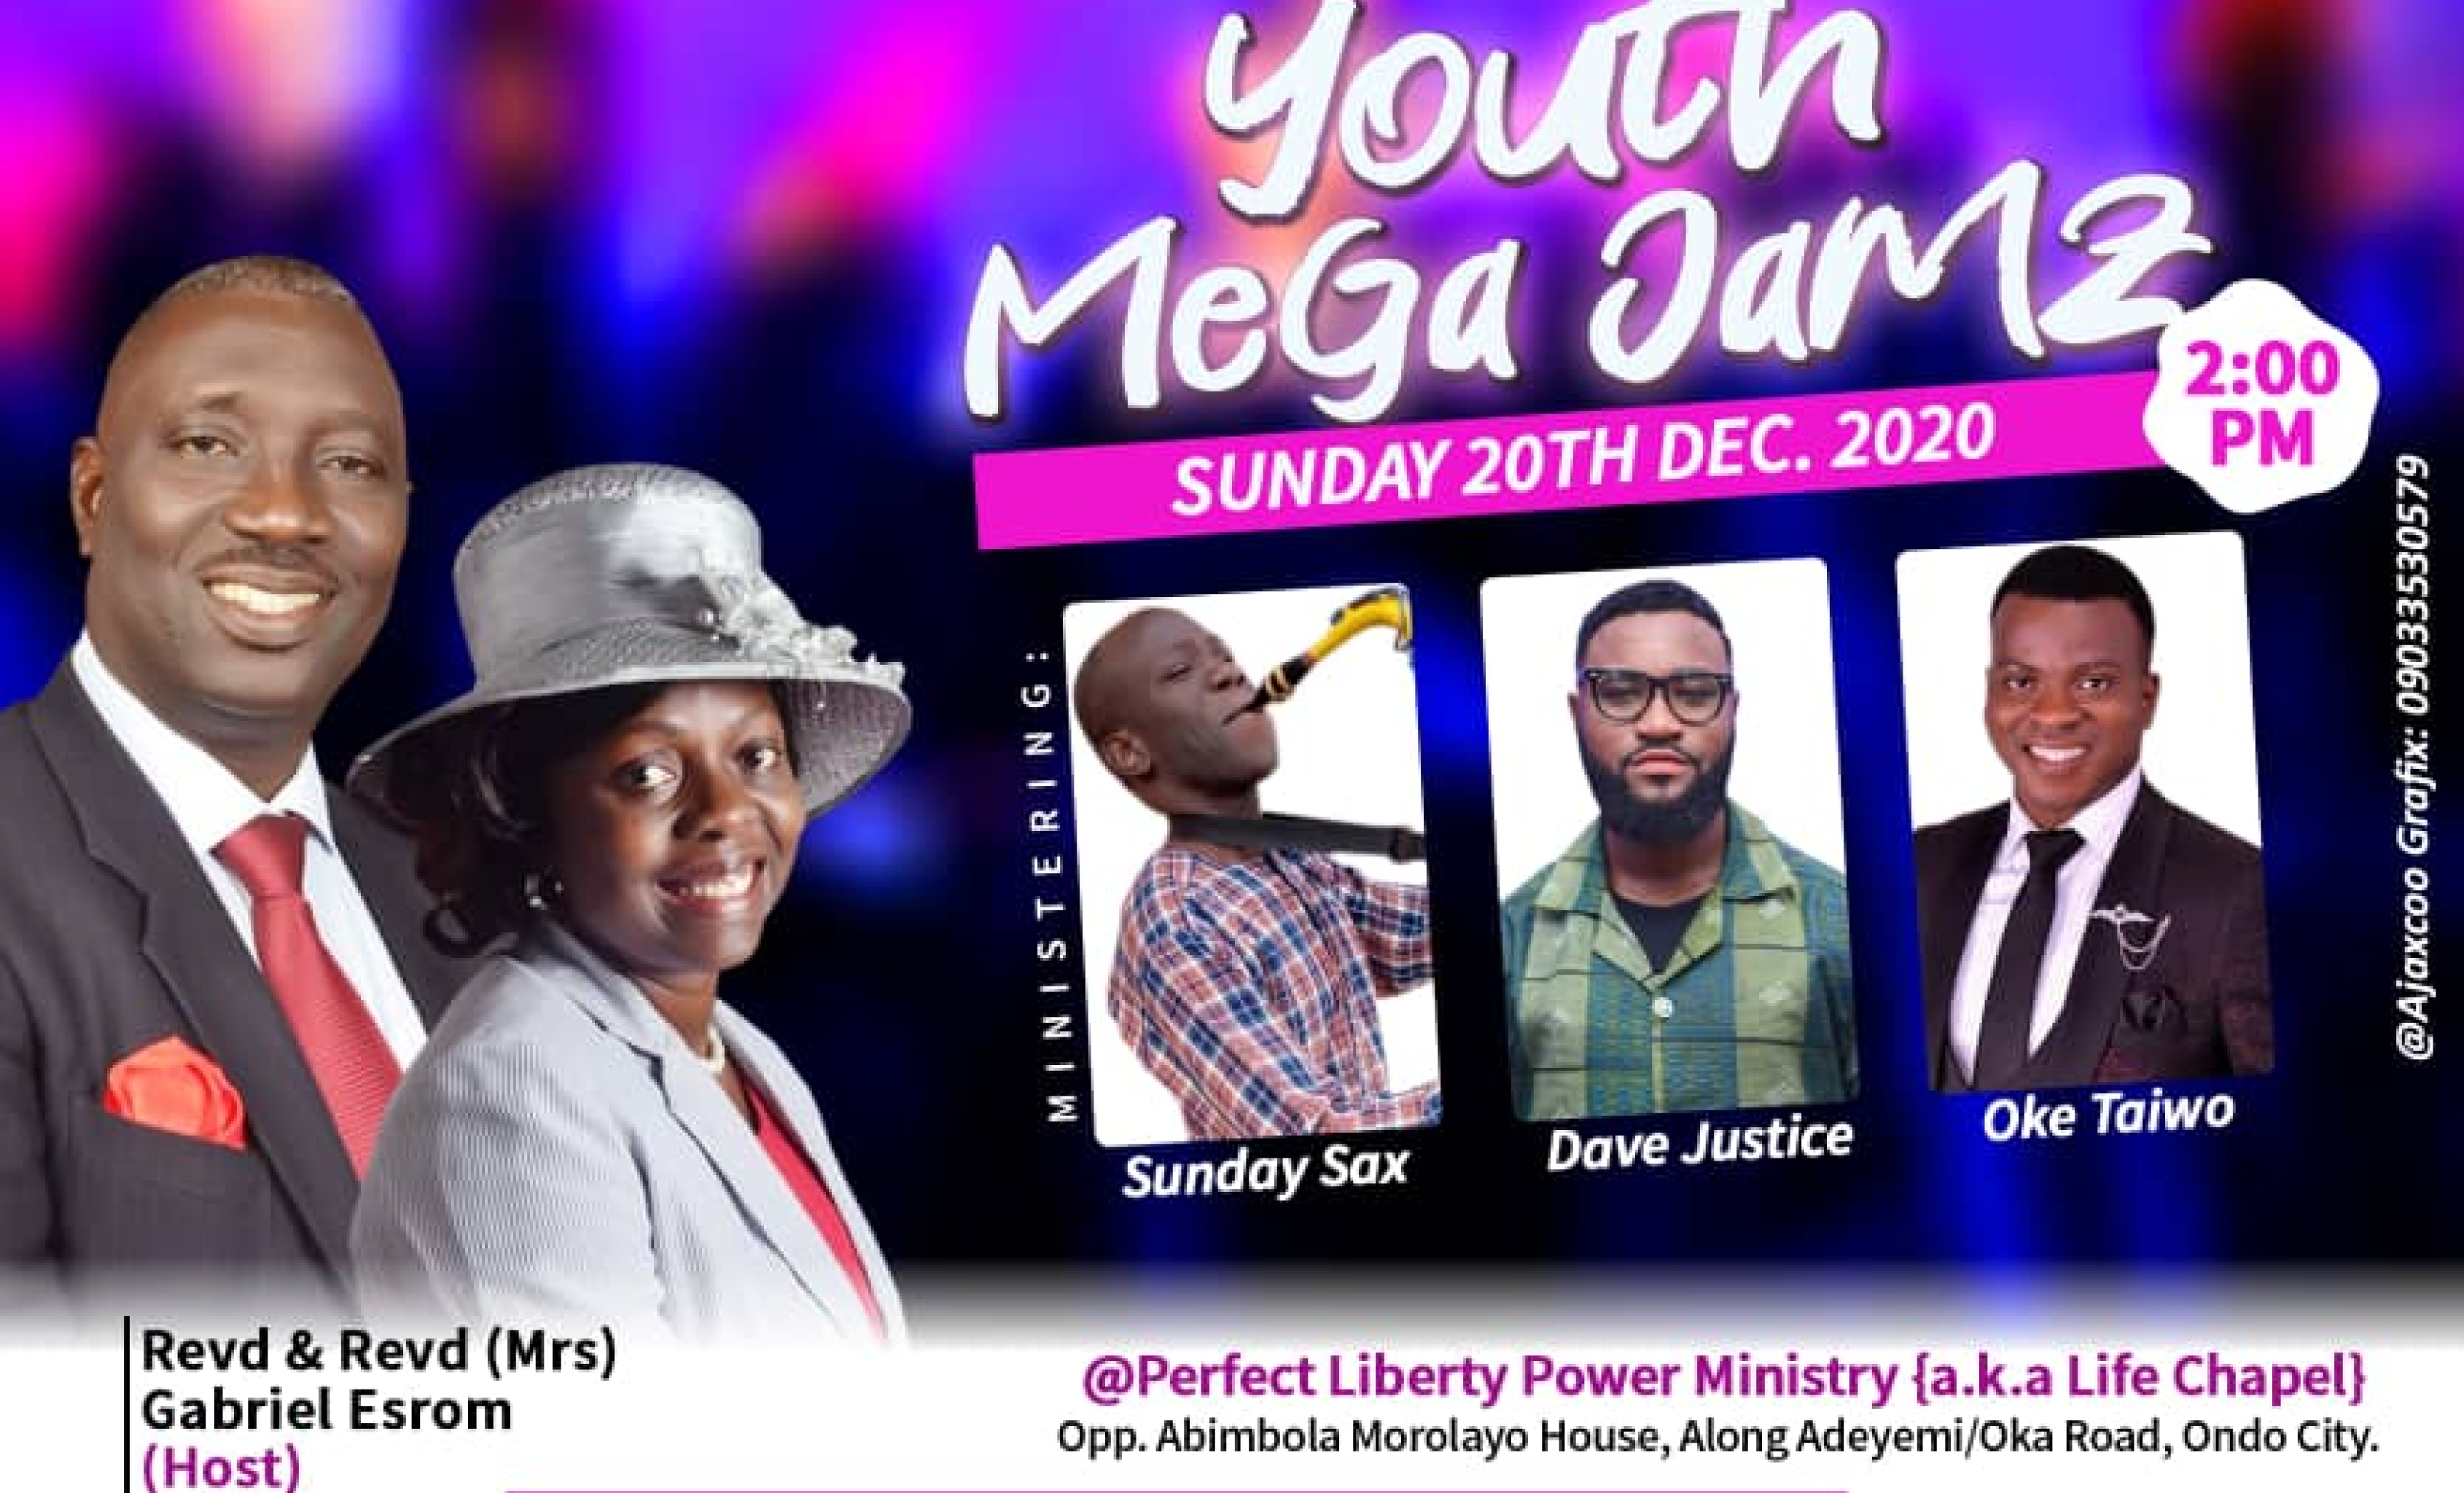 Youth
MeGa JaMz
2:00
PM
SUNDAY 20TH DEC. 2020
MINISTERING:
Sunday Sax
Dave Justice
Oke Taiwo
@Ajaxcoo Grafix: 09033530579
Revd & Revd (Mrs)
Gabriel Esrom
(Host)
@Perfect Liberty Power Ministry {a.k.a Life Chapel}
Opp. Abimbola Morolayo House, Along Adeyemi/Oka Road, Ondo City.